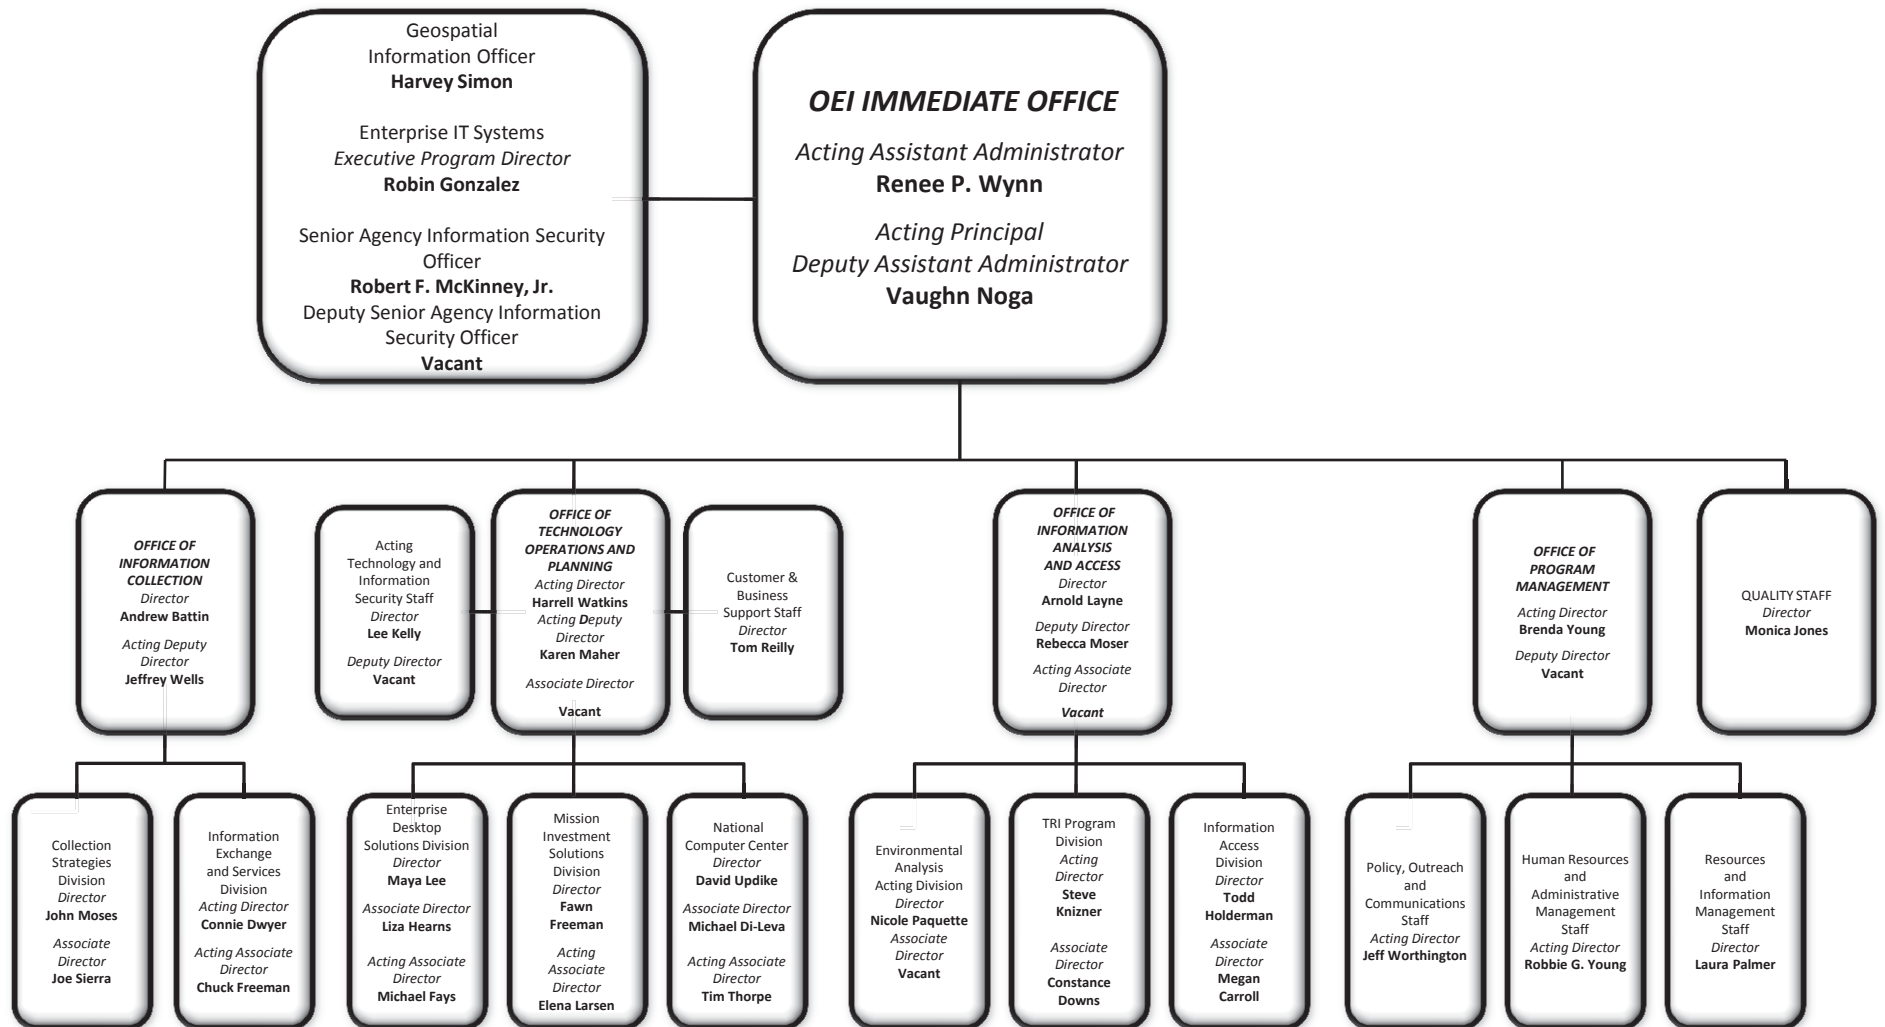 Geospatial
Information Officer
Harvey Simon
Enterprise IT Systems
Executive Program Director
Robin Gonzalez
Senior Agency Information Security
Officer
Robert F. McKinney, Jr.
Deputy Senior Agency Information
Security Officer
Vacant
OEI IMMEDIATE OFFICE
Acting Assistant Administrator
Renee P. Wynn
Acting Principal
Deputy Assistant Administrator
Vaughn Noga
OFFICE OF
INFORMATION
COLLECTION
Director
Andrew Battin
Acting Deputy
Director
Jeffrey Wells
Acting
Technology and
Information
Security Staff
Director
Lee Kelly
Deputy Director
Vacant
OFFICE OF
TECHNOLOGY
OPERATIONS AND
PLANNING
Acting Director
Harrell Watkins
Acting Deputy
Director
Karen Maher
Associate Director
Vacant
Customer &
Business
Support Staff
Director
Tom Reilly
OFFICE OF
INFORMATION
ANALYSIS
AND ACCESS
Director
Arnold Layne
Deputy Director
Rebecca Moser
Acting Associate
Director
Vacant
OFFICE OF
PROGRAM
MANAGEMENT
Acting Director
Brenda Young
Deputy Director
Vacant
QUALITY STAFF
Director
Monica Jones
Collection
Strategies
Division
Director
John Moses
Associate
Director
Joe Sierra
Information
Exchange
and Services
Division
Acting Director
Connie Dwyer
Acting Associate
Director
Chuck Freeman
Enterprise
Desktop
Solutions Division
Director
Maya Lee
Associate Director
Liza Hearns
Acting Associate
Director
Michael Fays
Mission
Investment
Solutions
Division
Director
Fawn
Freeman
Acting
Associate
Director
Elena Larsen
National
Computer Center
Director
David Updike
Associate Director
Michael Di-Leva
Acting Associate
Director
Tim Thorpe
Environmental
Analysis
Acting Division
Director
Nicole Paquette
Associate
Director
Vacant
TRI Program
Division
Acting
Director
Steve
Knizner
Associate
Director
Constance
Downs
Information
Access
Division
Director
Todd
Holderman
Associate
Director
Megan
Carroll
Policy, Outreach
and
Communications
Staff
Acting Director
Jeff Worthington
Human Resources
and
Administrative
Management
Staff
Acting Director
Robbie G. Young
Resources
and
Information
Management
Staff
Director
Laura Palmer